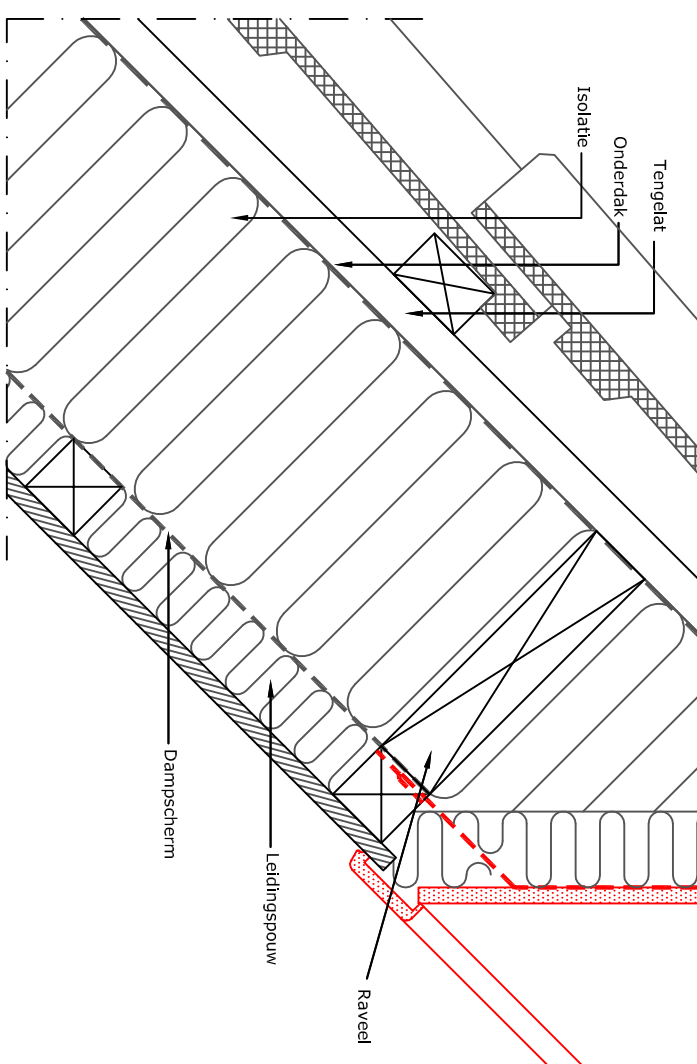 Tengelat
Onderdak
Isolatie
Raveel
Leidingspouw
Dampscherm